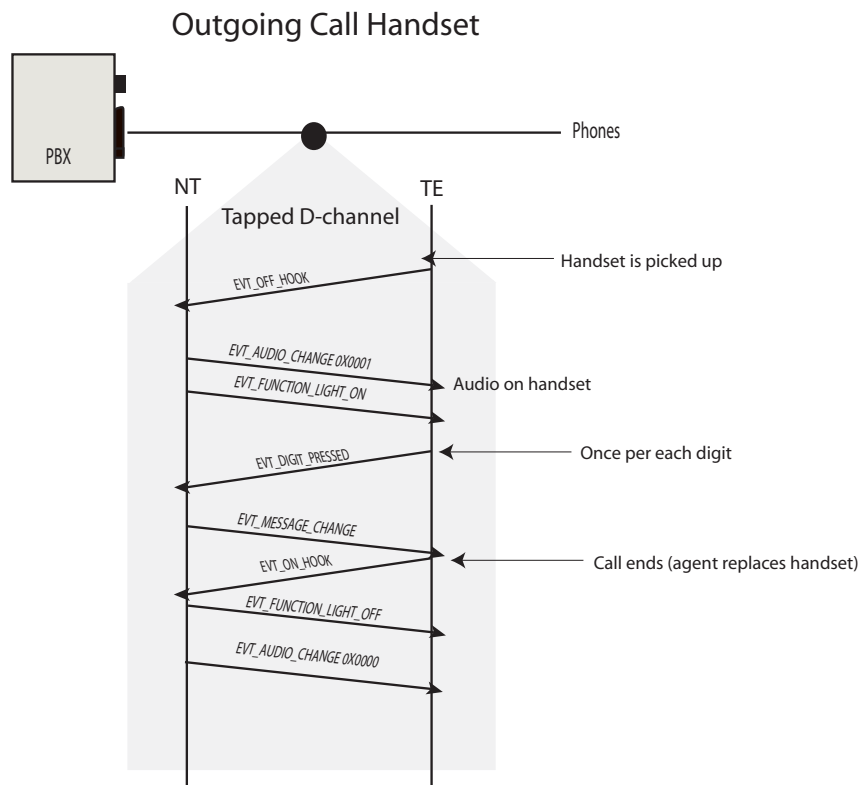 Outgoing Call Handset
PBX
Phones
NT
TE
Tapped D-channel
Handset is picked up
EVT_OFF_HOOK
EVT_AUDIO_CHANGE 0X0001
Audio on handset
EVT_FUNCTION_LIGHT_ON
Once per each digit
EVT_DIGIT_PRESSED
EVT_MESSAGE_CHANGE
EVT_ON_HOOK
Call ends (agent replaces handset)
EVT_FUNCTION_LIGHT_OFF
EVT_AUDIO_CHANGE 0X0000